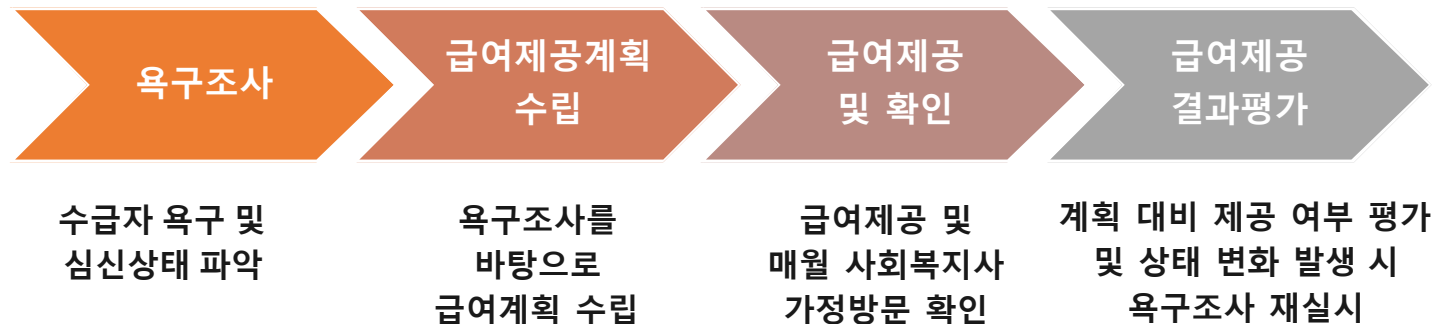 욕구조사
급여제공계획
수립
급여제공
및 확인
급여제공
결과평가
수급자 욕구 및
심신상태 파악
욕구조사를
바탕으로
급여계획 수립
급여제공 및
매월 사회복지사
가정방문 확인
계획 대비 제공 여부 평가
및 상태 변화 발생 시
욕구조사 재실시